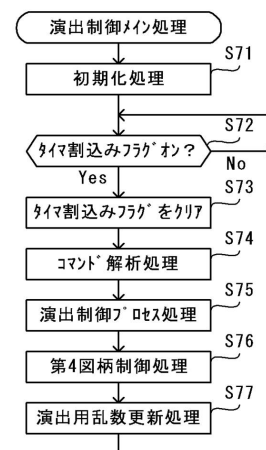 演出制御メイン処理
S71
初期化処理
S72
ﾀｲﾏ割込みﾌﾗｸﾞｵﾝ？
No
Yes
S73
ﾀｲﾏ割込みﾌﾗｸﾞをｸﾘｱ
S74
ｺﾏﾝﾄﾞ解析処理
S75
演出制御ﾌﾟﾛｾｽ処理
S76
第4図柄制御処理
S77
演出用乱数更新処理